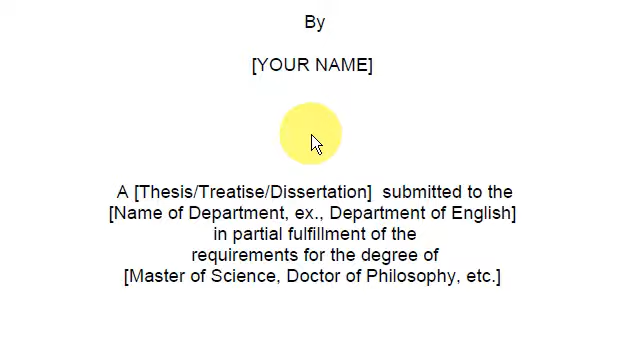 By
[YOUR NAME]
A [Thesis/Treatise/Dissertation]  submitted to the
[Name of Department, ex., Department of English]
in partial fulfillment of the
requirements for the degree of
[Master of Science, Doctor of Philosophy, etc.]